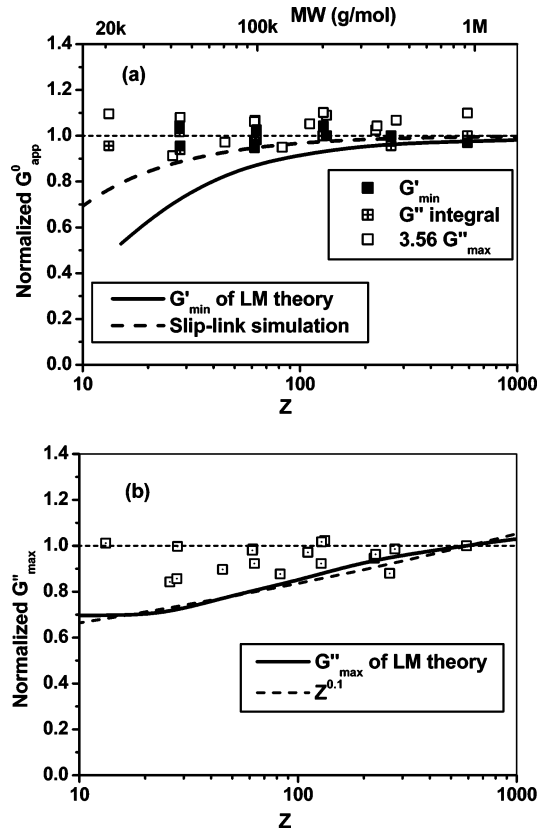 MW (g/mol)
20k 100k 1M
1.4
1.2
1.0
0.8
0.6
0.4
0.2
0.0
Normalized G⁰app
(a)
G'min
G'' integral
3.56 G''max
G'min of LM theory
Slip-link simulation
10 100 1000
Z
1.4
1.2
1.0
0.8
0.6
0.4
0.2
0.0
Normalized G''max
(b)
G''max of LM theory
Z^0.1
10 100 1000
Z